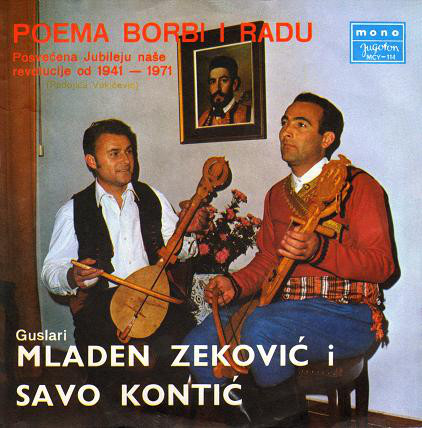 POEMA BORBI I RADU
Posvećena Jubileju naše
revolucije od 1941 — 1971
(Radojica Vukićević)
mono
Jugoton
MCY-114
Guslari
MLADEN ZEKOVIĆ i
SAVO KONTIĆ